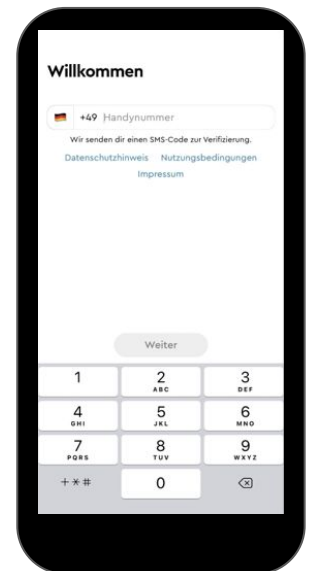 Willkommen
+49 Handynummer
Wir senden dir einen SMS-Code zur Verifizierung.
Datenschutzhinweis Nutzungsbedingungen
Impressum
Weiter
1 2 3
ABC DEF
4 5 6
GHI JKL MNO
7 8 9
PQRS TUV WXYZ
+*# 0